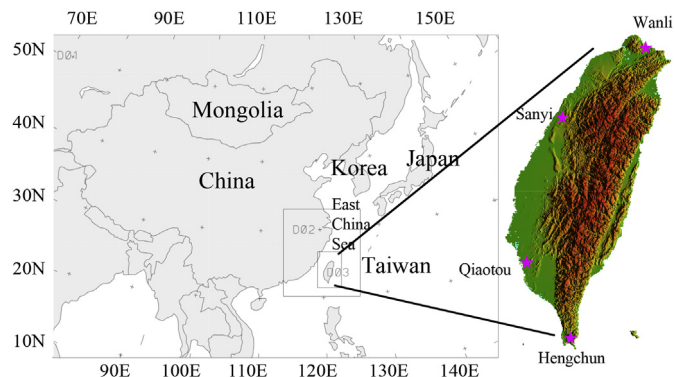 70E 80E 110E 130E 150E
Wanli
50N
D01
Mongolia
Sanyi
40N
Korea
Japan
China
30N
East
China
Sea
D02
20N
D03
Taiwan
Qiaotou
10N
Hengchun
90E 100E 110E 120E 130E 140E